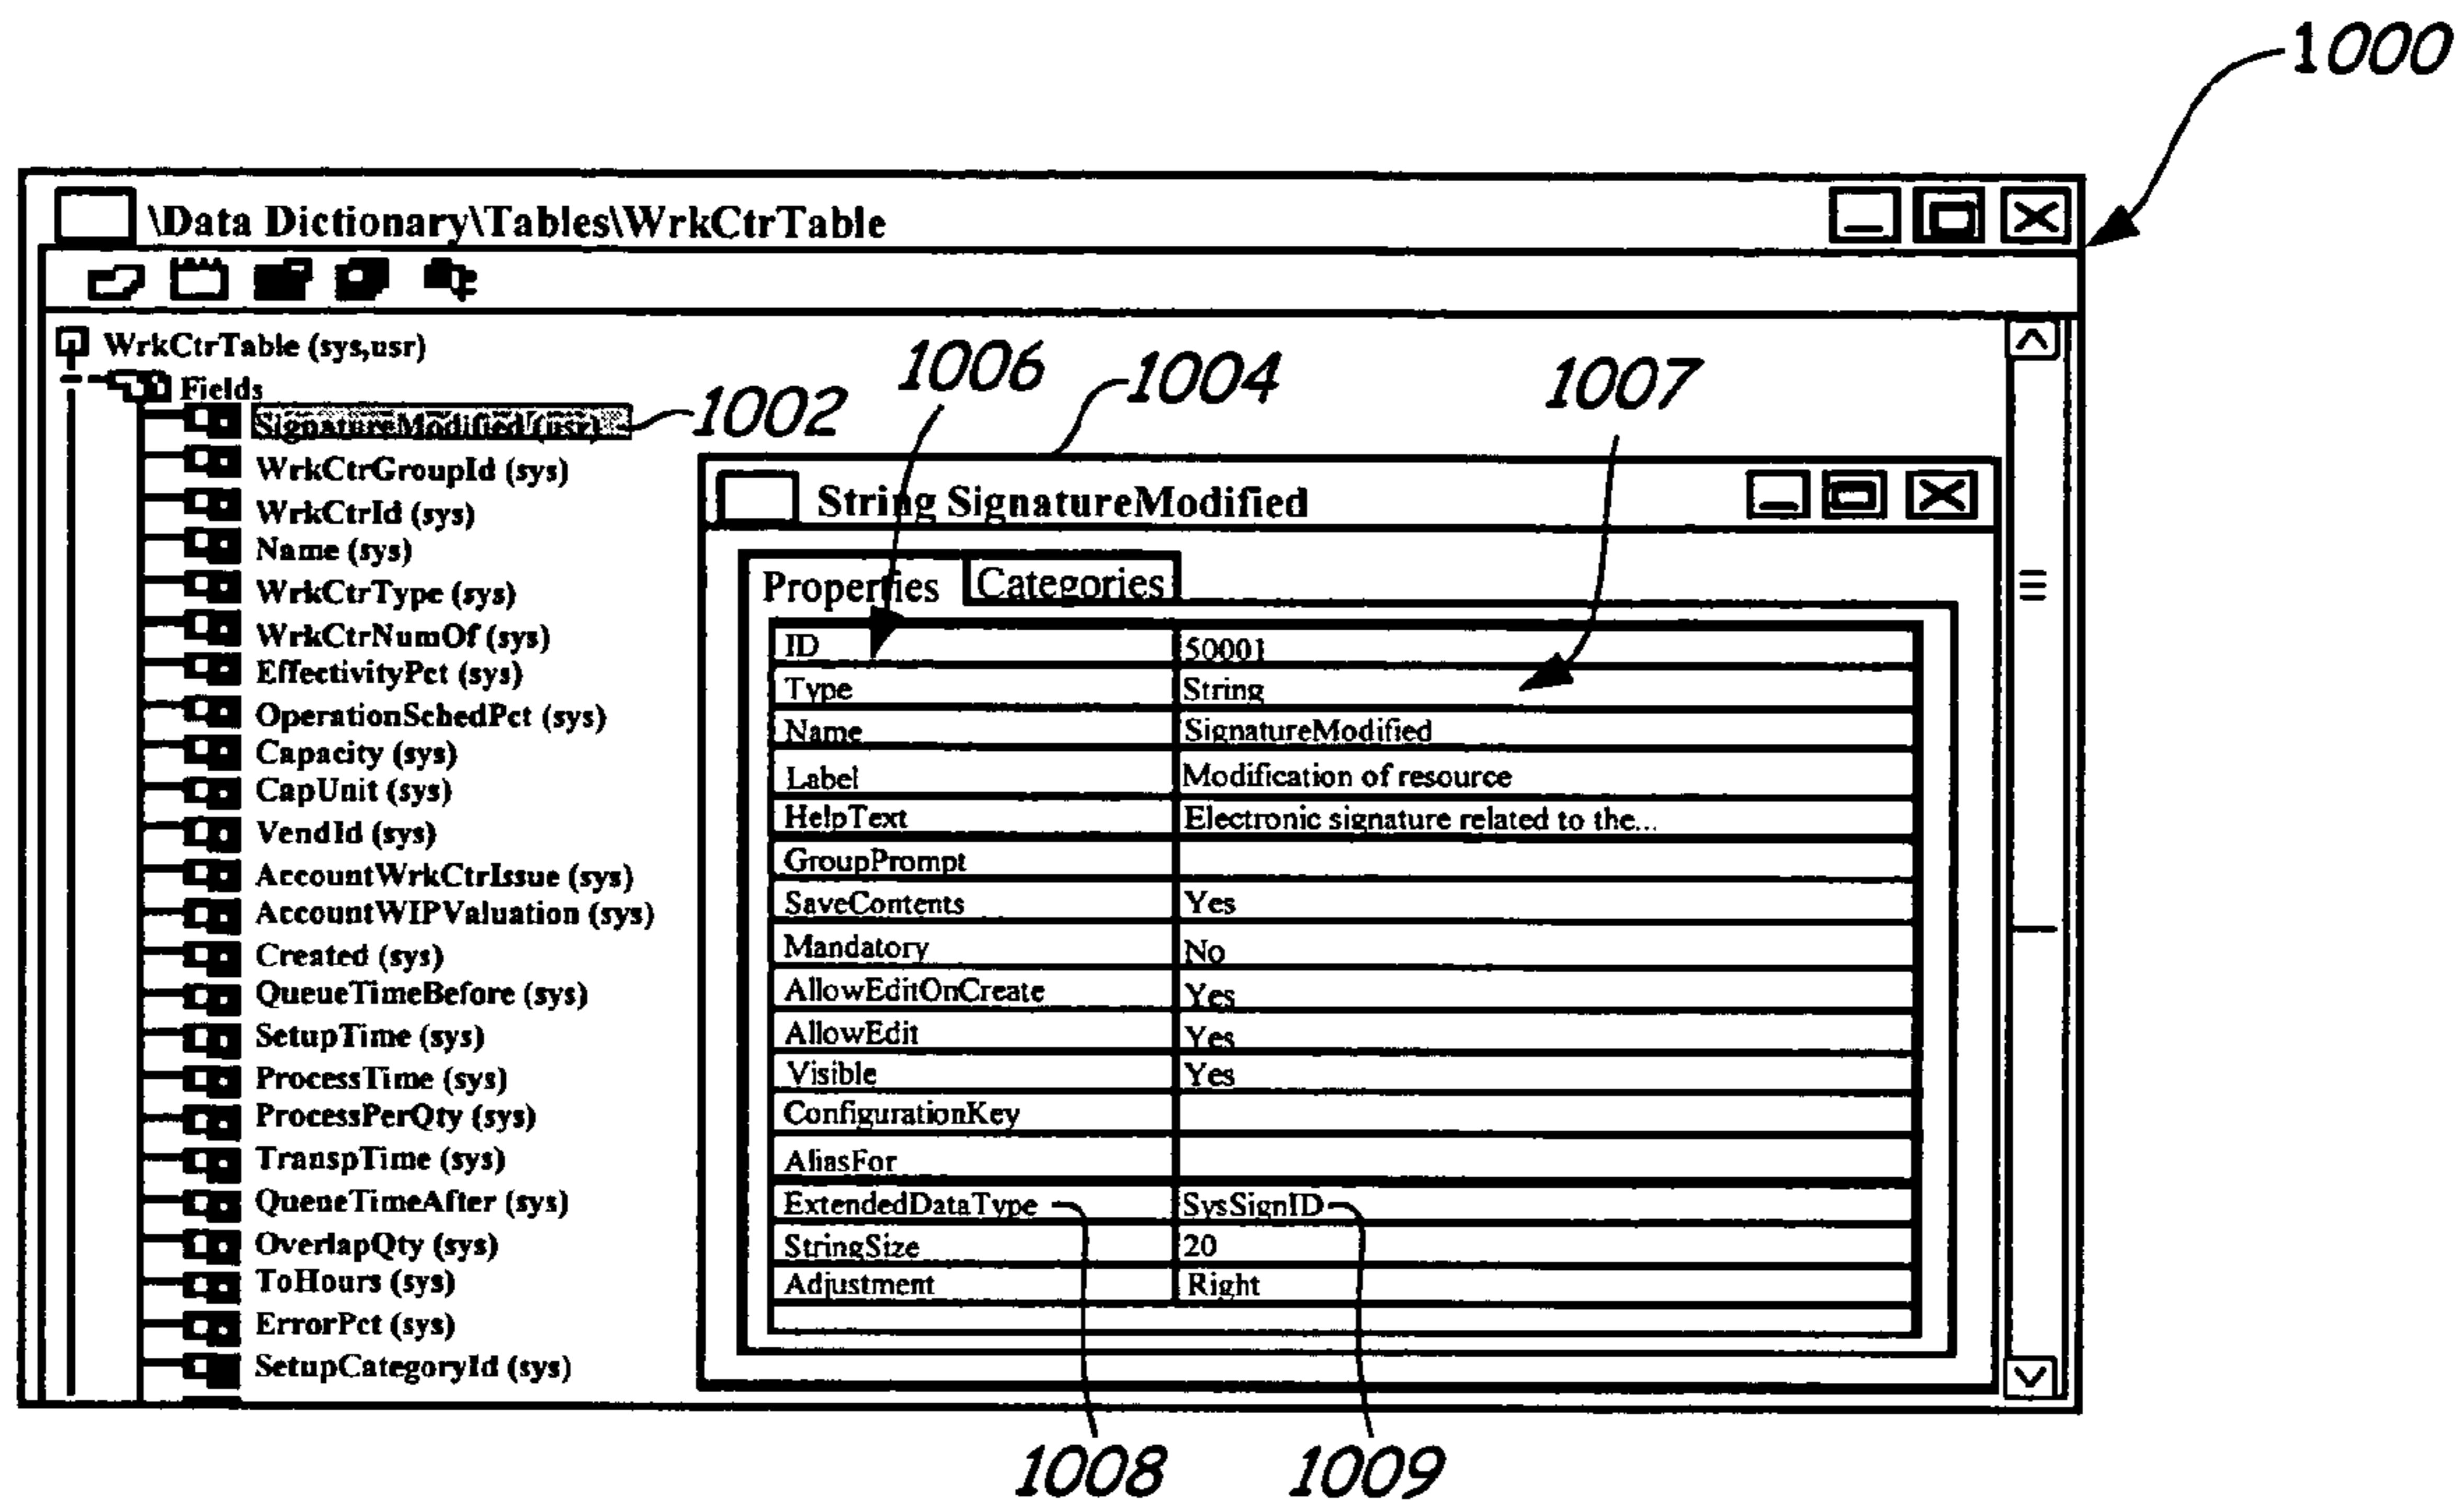 1000
\Data Dictionary\Tables\WrkCtrTable
WrkCtrTable (sys,usr)
Fields
SignatureModified (usr)
WrkCtrGroupId (sys)
WrkCtrId (sys)
Name (sys)
WrkCtrType (sys)
WrkCtrNumOf (sys)
EffectivityPct (sys)
OperationSchedPct (sys)
Capacity (sys)
CapUnit (sys)
VendId (sys)
AccountWrkCtrIssue (sys)
AccountWIPValuation (sys)
Created (sys)
QueueTimeBefore (sys)
SetupTime (sys)
ProcessTime (sys)
ProcessPerQty (sys)
TranspTime (sys)
QueueTimeAfter (sys)
OverlapQty (sys)
ToHours (sys)
ErrorPct (sys)
SetupCategoryId (sys)
1002
1006
1004
1007
String SignatureModified
Properties Categories
ID 50001
Type String
Name SignatureModified
Label Modification of resource
HelpText Electronic signature related to the...
GroupPrompt
SaveContents Yes
Mandatory No
AllowEditOnCreate Yes
AllowEdit Yes
Visible Yes
ConfigurationKey
AliasFor
ExtendedDataType SysSignID
StringSize 20
Adjustment Right
1008
1009